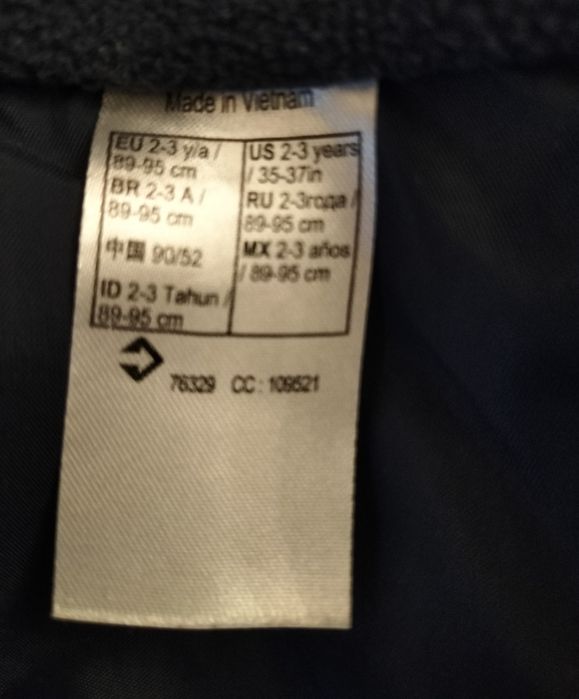 Made in Vietnam
EU 2-3 y/a /
89-95 cm
BR 2-3 A /
89-95 cm
中国 90/52
ID 2-3 Tahun /
89-95 cm
US 2-3 years
/ 35-37in
RU 2-3года /
89-95 cm
MX 2-3 años
/ 89-95 cm
76329 CC: 109521